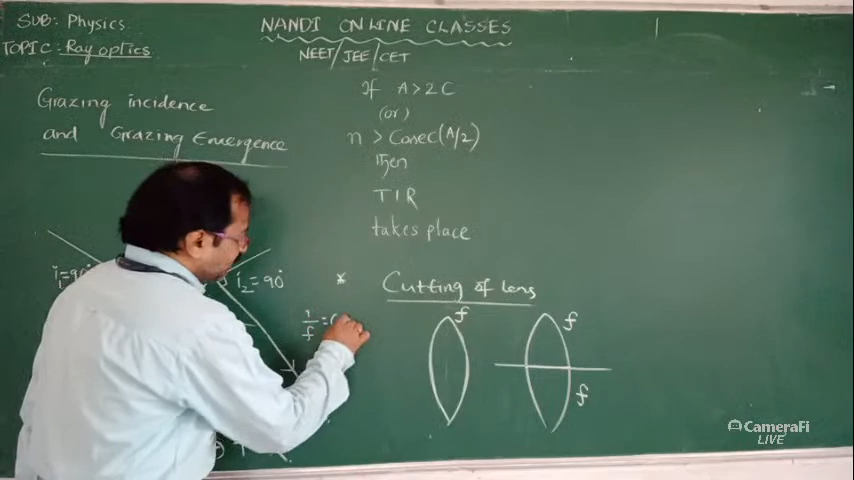 SUB: Physics
TOPIC: Ray optics
NANDI ONLINE CLASSES
NEET/JEE/CET
Grazing incidence
and Grazing Emergence
If A>2C
(or)
n > Cosec(A/2)
Then
TIR
takes place
i₁=90°
i₂=90°
* Cutting of Lens
1/f=(
f
f
f
CameraFi
LIVE